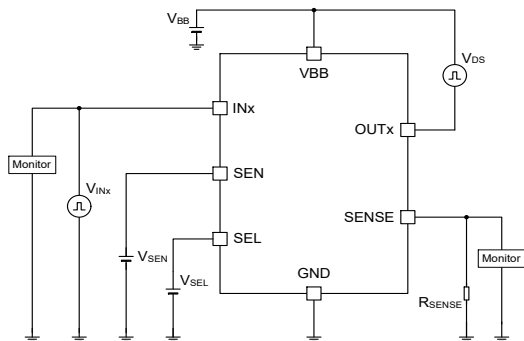 VBB
VBB
VDS
INx
OUTx
Monitor
VINx
SEN
SENSE
SEL
Monitor
VSEN
VSEL
GND
RSENSE